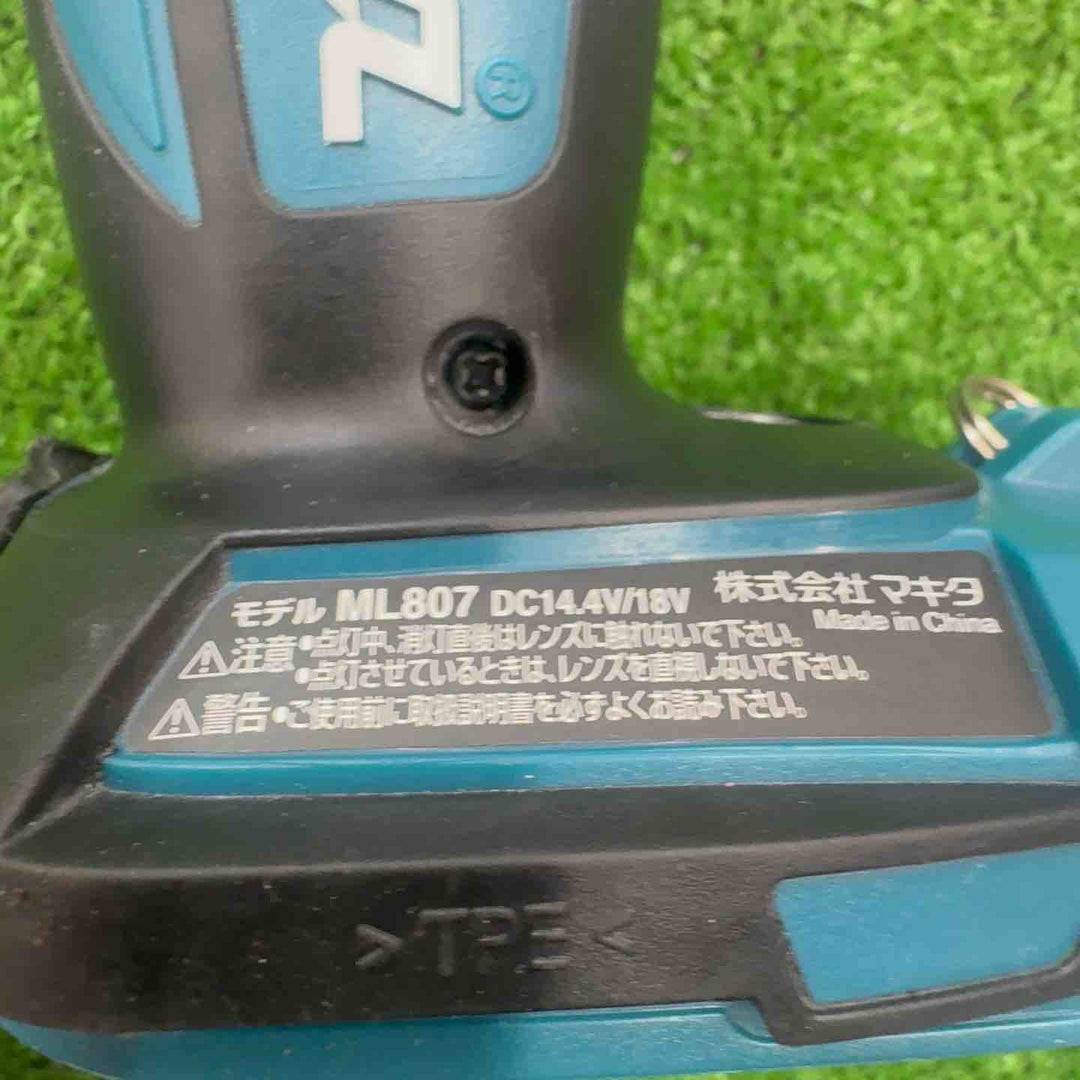 ®
モデル ML807 DC14.4V/18V 株式会社マキタ
Made in China
⚠注意 •点灯中、消灯直後はレンズに触れないで下さい。
•点灯させているときは、レンズを直視しないで下さい。
⚠警告 •ご使用前に取扱説明書を必ずよくお読み下さい。
>TPE<